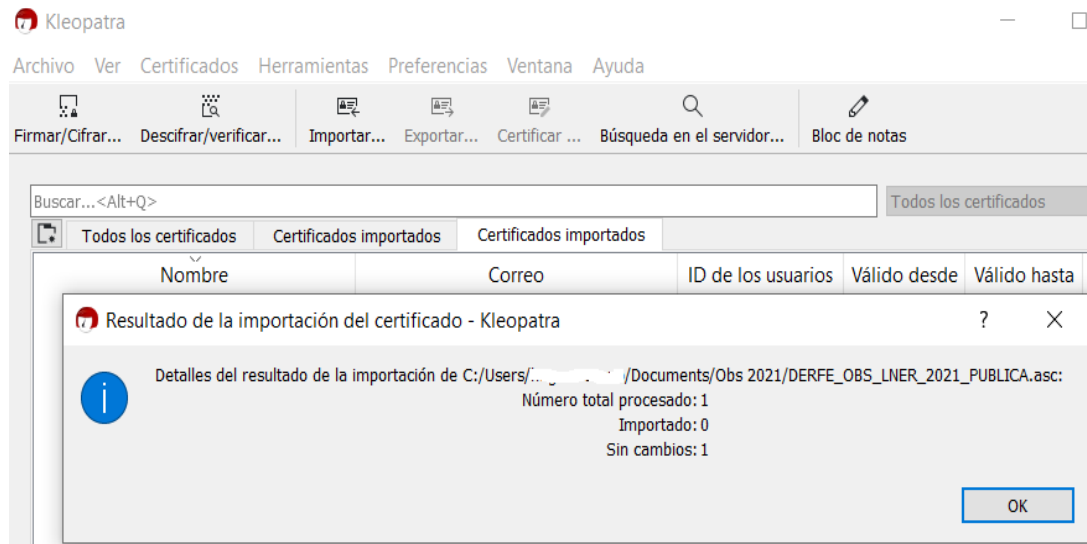 Kleopatra
Archivo Ver Certificados Herramientas Preferencias Ventana Ayuda
Firmar/Cifrar... Descifrar/verificar... Importar... Exportar... Certificar ... Búsqueda en el servidor... Bloc de notas
Buscar...<Alt+Q> Todos los certificados
Todos los certificados Certificados importados Certificados importados
Nombre Correo ID de los usuarios Válido desde Válido hasta
Resultado de la importación del certificado - Kleopatra ?
Detalles del resultado de la importación de C:/Users/ /Documents/Obs 2021/DERFE_OBS_LNER_2021_PUBLICA.asc:
Número total procesado: 1
Importado: 0
Sin cambios: 1
OK